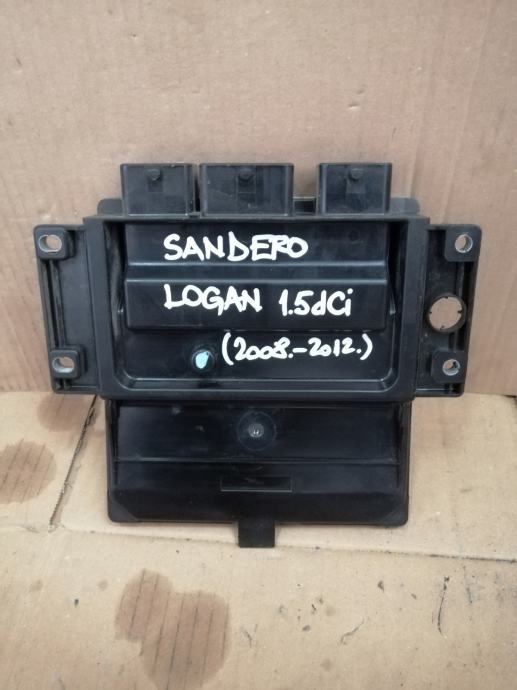 SANDERO
LOGAN 1.5dCi
(2008.-2012.)